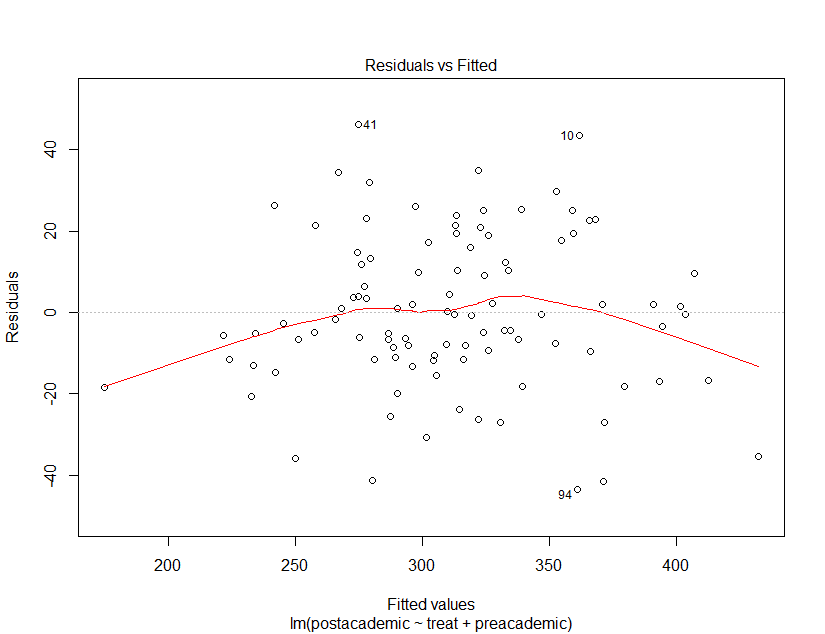 Residuals vs Fitted
41
10
94
Residuals
40
20
0
-20
-40
200 250 300 350 400
Fitted values
lm(postacademic ~ treat + preacademic)